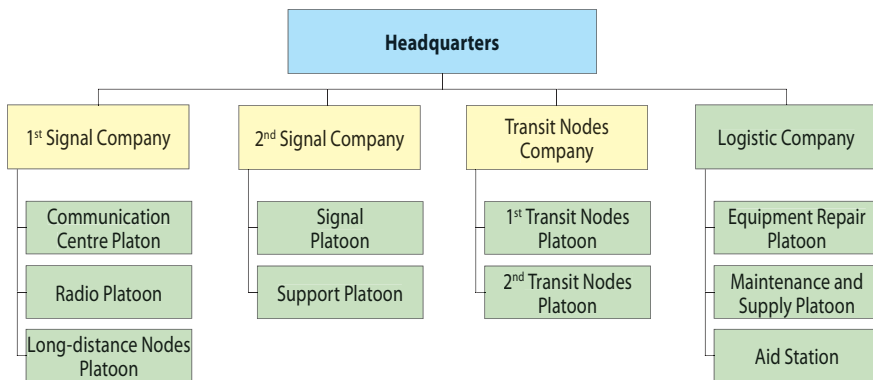 Headquarters
1st Signal Company
2nd Signal Company
Transit Nodes
Company
Logistic Company
Communication
Centre Platon
Radio Platoon
Long-distance Nodes
Platoon
Signal
Platoon
Support Platoon
1st Transit Nodes
Platoon
2nd Transit Nodes
Platoon
Equipment Repair
Platoon
Maintenance and
Supply Platoon
Aid Station